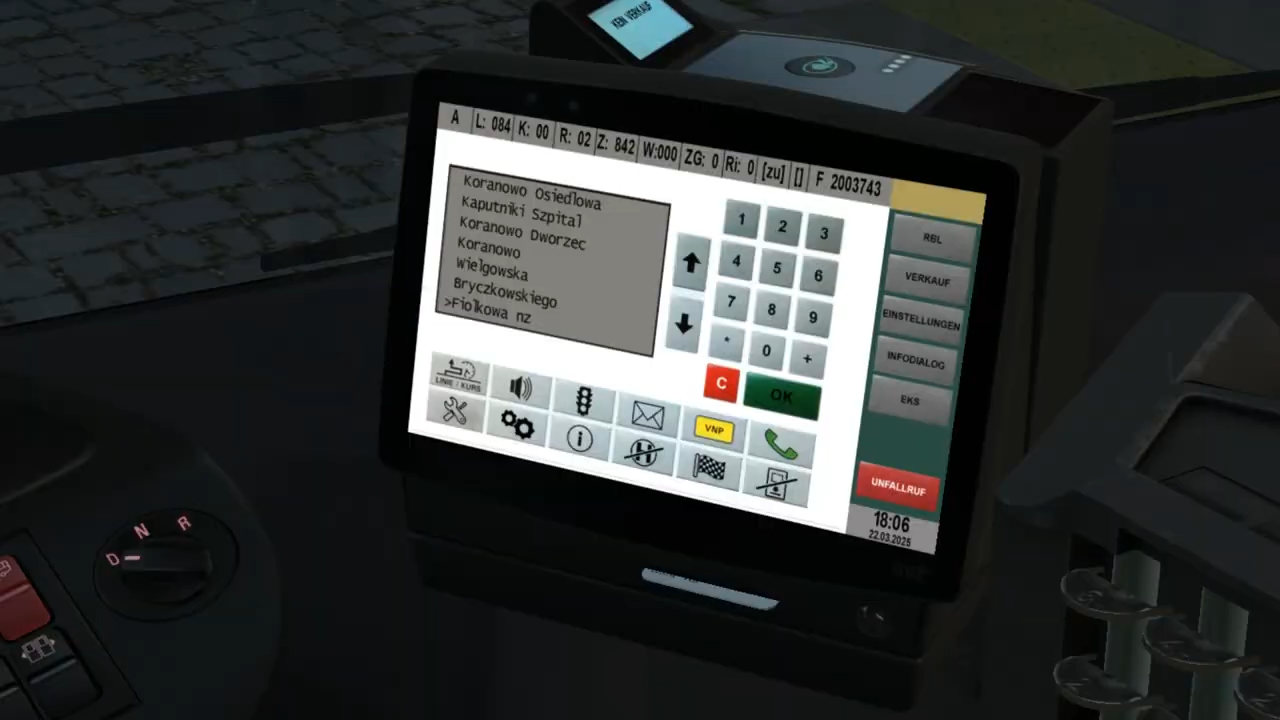 KEIN VERKAUF
A L: 084 K: 00 R: 02 Z: 842 W:000 ZG: 0 Ri: 0 [zu] [] F 2003743
Koranowo Osiedlowa
Kaputniki Szpital
Koranowo Dworzec
Koranowo
Wielgowska
Bryczkowskiego
>Fiolkowa nz
1 2 3
4 5 6
7 8 9
* 0 +
C OK
RBL
VERKAUF
EINSTELLUNGEN
INFODIALOG
EKS
UNFALLRUF
18:06
22.03.2025
LINIE / KURS
VNP
i
H
D N R